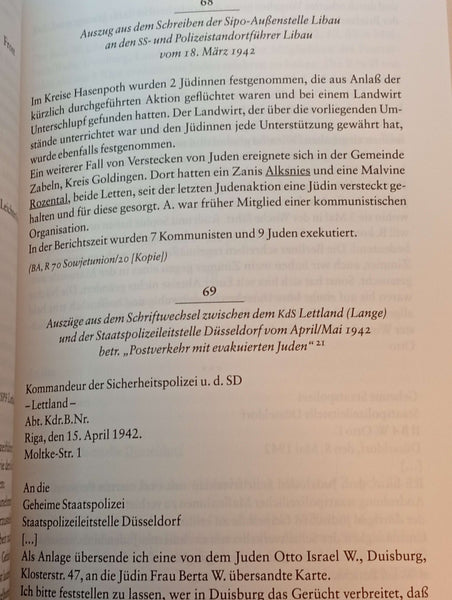 68
Auszug aus dem Schreiben der Sipo-Außenstelle Libau
an den SS- und Polizeistandortführer Libau
vom 18. März 1942
Im Kreise Hasenpoth wurden 2 Jüdinnen festgenommen, die aus Anlaß der
kürzlich durchgeführten Aktion geflüchtet waren und bei einem Landwirt
Unterschlupf gefunden hatten. Der Landwirt, der über die vorliegenden Um-
stände unterrichtet war und den Jüdinnen jede Unterstützung gewährt hat,
wurde ebenfalls festgenommen.
Ein weiterer Fall von Verstecken von Juden ereignete sich in der Gemeinde
Zabeln, Kreis Goldingen. Dort hatten ein Zanis Alksnies und eine Malvine
Rozental, beide Letten, seit der letzten Judenaktion eine Jüdin versteckt ge-
halten und für diese gesorgt. A. war früher Mitglied einer kommunistischen
Organisation.
In der Berichtszeit wurden 7 Kommunisten und 9 Juden exekutiert.
(BA, R 70 Sowjetunion/20 [Kopie])
69
Auszüge aus dem Schriftwechsel zwischen dem KdS Lettland (Lange)
und der Staatspolizeileitstelle Düsseldorf vom April/Mai 1942
betr. „Postverkehr mit evakuierten Juden“ 21
Kommandeur der Sicherheitspolizei u. d. SD
–Lettland–
Abt. Kdr.B.Nr.
Riga, den 15. April 1942.
Moltke-Str. 1
An die
Geheime Staatspolizei
Staatspolizeileitstelle Düsseldorf
[...]
Als Anlage übersende ich eine von dem Juden Otto Israel W., Duisburg,
Klosterstr. 47, an die Jüdin Frau Berta W. übersandte Karte.
Ich bitte feststellen zu lassen, wer in Duisburg das Gerücht verbreitet, daß